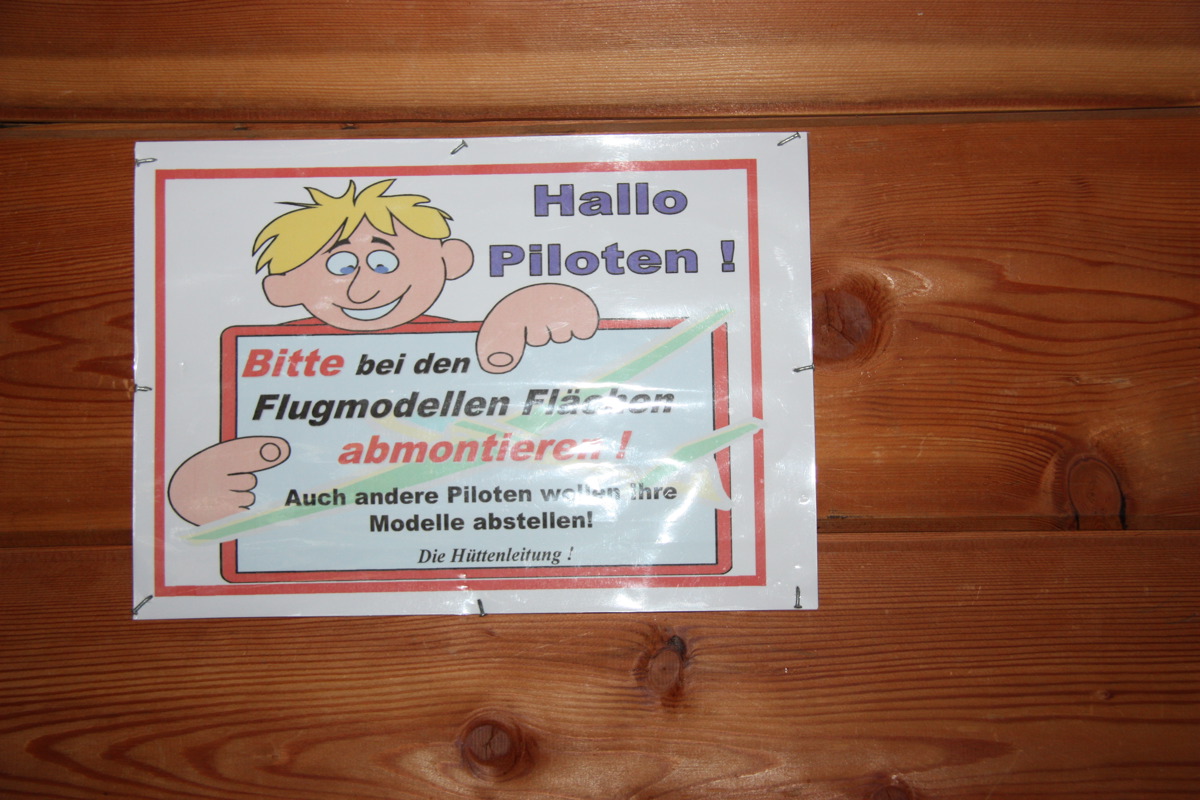 Hallo
Piloten !
Bitte bei den
Flugmodellen Flächen
abmontieren !
Auch andere Piloten wollen ihre
Modelle abstellen!
Die Hüttenleitung !